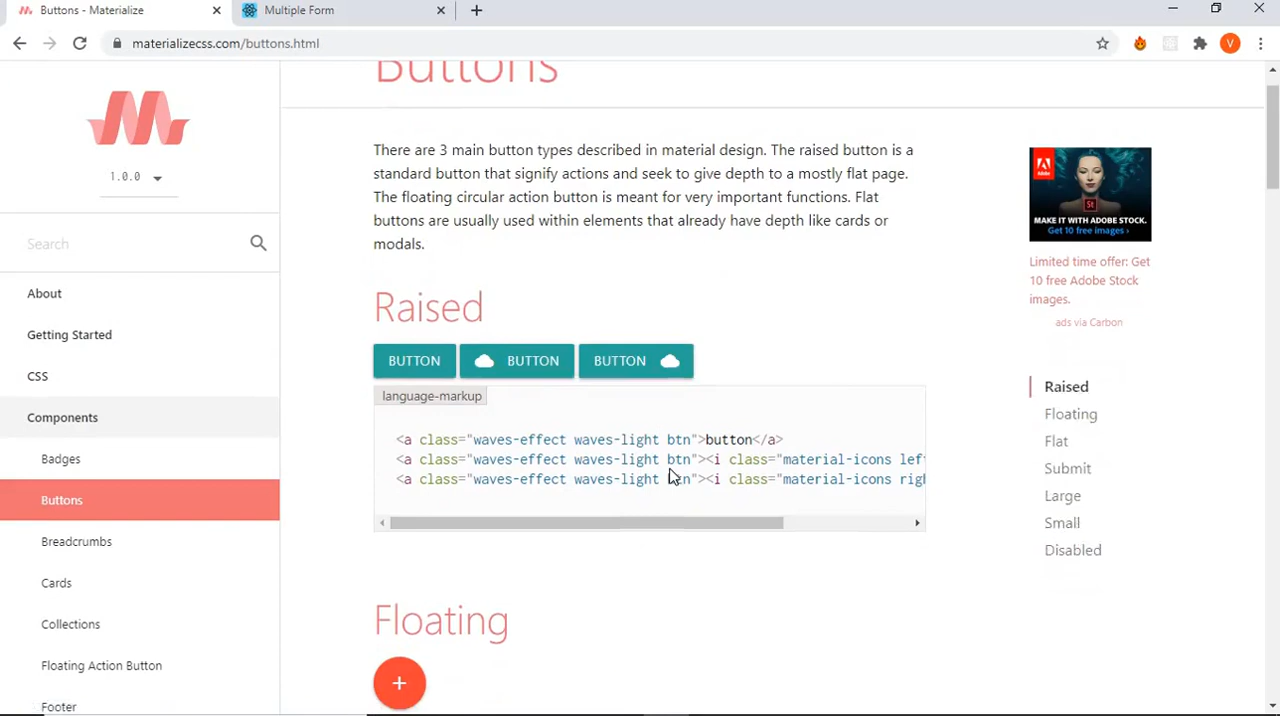 Buttons - Materialize
Multiple Form
materializecss.com/buttons.html
V
1.0.0
Search
About
Getting Started
CSS
Components
Badges
Buttons
Breadcrumbs
Cards
Collections
Floating Action Button
Footer
Buttons
There are 3 main button types described in material design. The raised button is a
standard button that signify actions and seek to give depth to a mostly flat page.
The floating circular action button is meant for very important functions. Flat
buttons are usually used within elements that already have depth like cards or
modals.
Raised
BUTTON BUTTON BUTTON
language-markup
<a class="waves-effect waves-light btn">button</a>
<a class="waves-effect waves-light btn"><i class="material-icons lef
<a class="waves-effect waves-light btn"><i class="material-icons righ
Floating
+
Adobe
St
MAKE IT WITH ADOBE STOCK.
Get 10 free images ›
Limited time offer: Get
10 free Adobe Stock
images.
ads via Carbon
Raised
Floating
Flat
Submit
Large
Small
Disabled